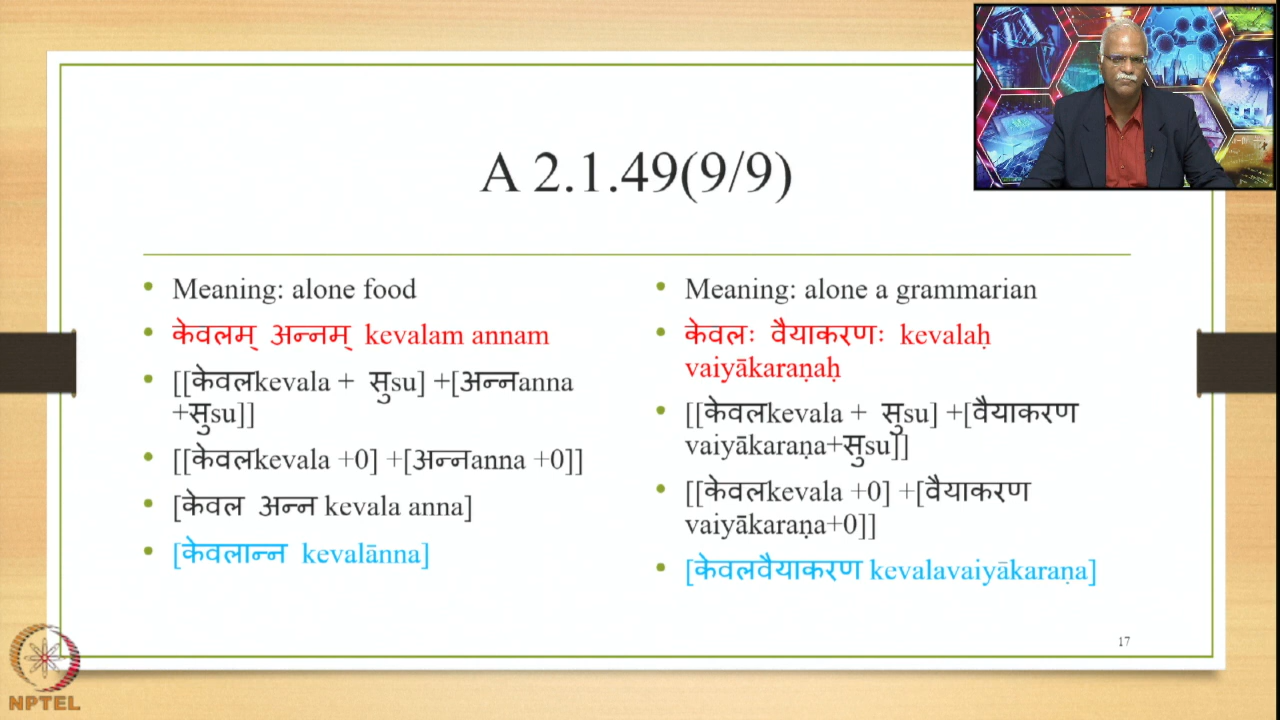 A 2.1.49(9/9)
• Meaning: alone food
• केवलम् अन्नम् kevalam annam
• [[केवलkevala + सुsu] +[अन्नanna
+सुsu]]
• [[केवलkevala +0] +[अन्नanna +0]]
• [केवल अन्न kevala anna]
• [केवलान्न kevalānna]
• Meaning: alone a grammarian
• केवलः वैयाकरणः kevalaḥ
vaiyākaraṇaḥ
• [[केवलkevala + सुsu] +[वैयाकरण
vaiyākaraṇa+सुsu]]
• [[केवलkevala +0] +[वैयाकरण
vaiyākaraṇa+0]]
• [केवलवैयाकरण kevalavaiyākaraṇa]
17
NPTEL